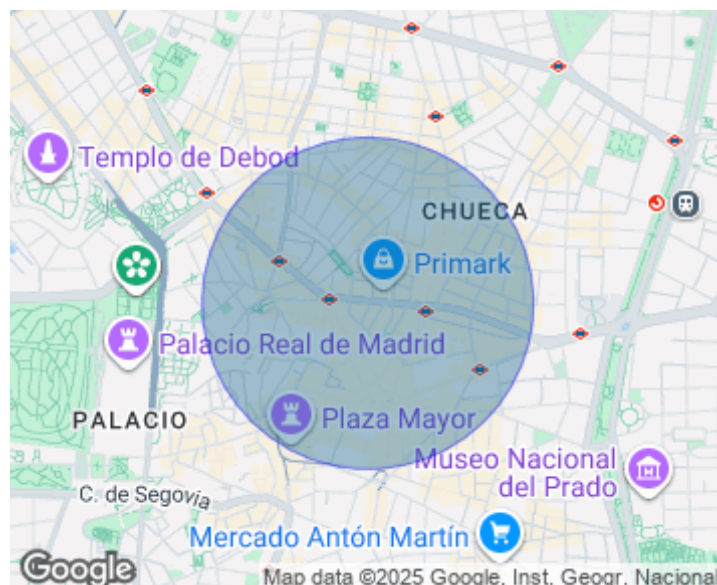 Templo de Debod
CHUECA
Primark
Palacio Real de Madrid
PALACIO
Plaza Mayor
Museo Nacional
del Prado
C. de Segovia
Mercado Antón Martín
Google
Map data ©2025 Google, Inst. Geogr. Nacional